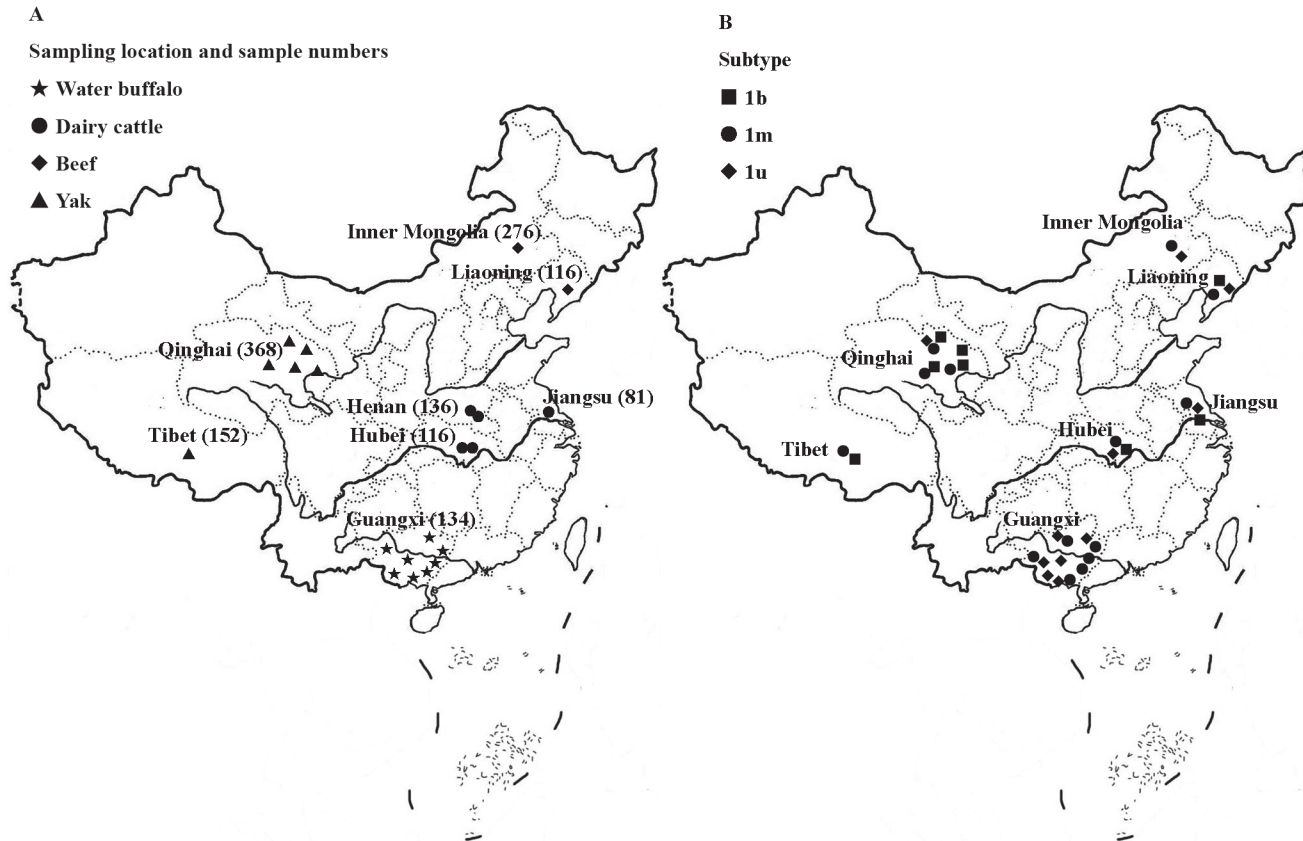 A
Sampling location and sample numbers
Water buffalo
Dairy cattle
Beef
Yak
Inner Mongolia (276)
Liaoning (116)
Qinghai (368)
Henan (136)
Jiangsu (81)
Hubei (116)
Tibet (152)
Guangxi (134)
B
Subtype
1b
1m
1u
Inner Mongolia
Liaoning
Qinghai
Jiangsu
Hubei
Tibet
Guangxi